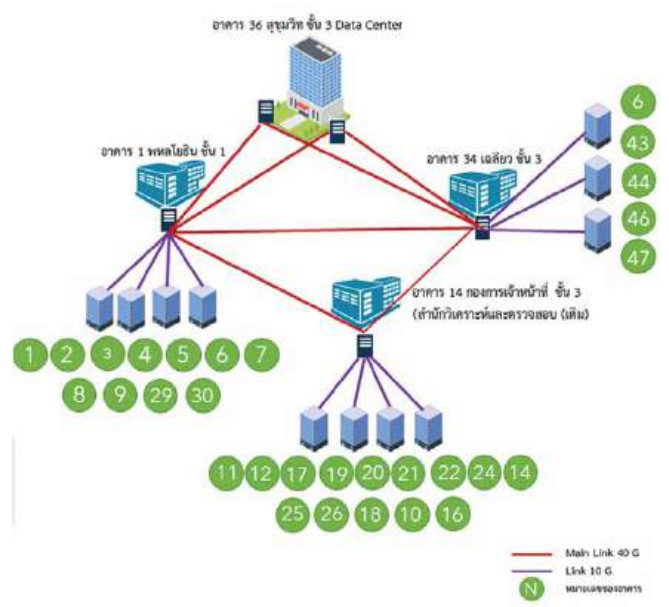 อาคาร 36 สุขุมวิท ชั้น 3 Data Center
อาคาร 1 พหลโยธิน ชั้น 1
อาคาร 34 เฉลียว ชั้น 3
6
43
44
46
47
อาคาร 14 กองการเจ้าหน้าที่ ชั้น 3
(สำนักวิเคราะห์และตรวจสอบ (เดิม)
1 2 3 4 5 6 7
8 9 29 30
11 12 17 19 20 21 22 24 14
25 26 18 10 16
Main Link 40 G
Link 10 G
N หมายเลขของอาคาร